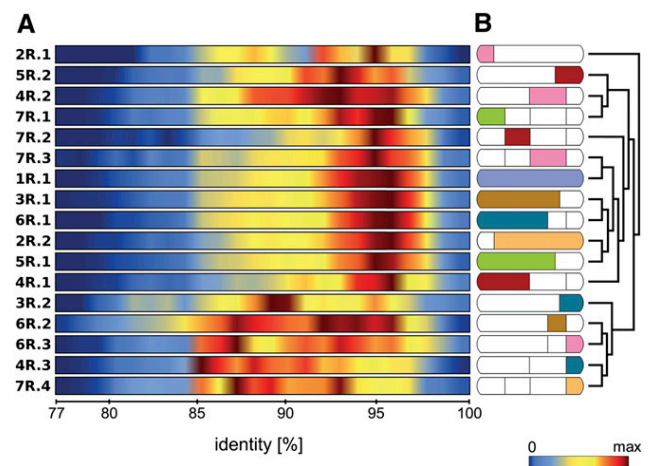 A B
2R.1
5R.2
4R.2
7R.1
7R.2
7R.3
1R.1
3R.1
6R.1
2R.2
5R.1
4R.1
3R.2
6R.2
6R.3
4R.3
7R.4
77 80 85 90 95 100
identity [%]
0 max